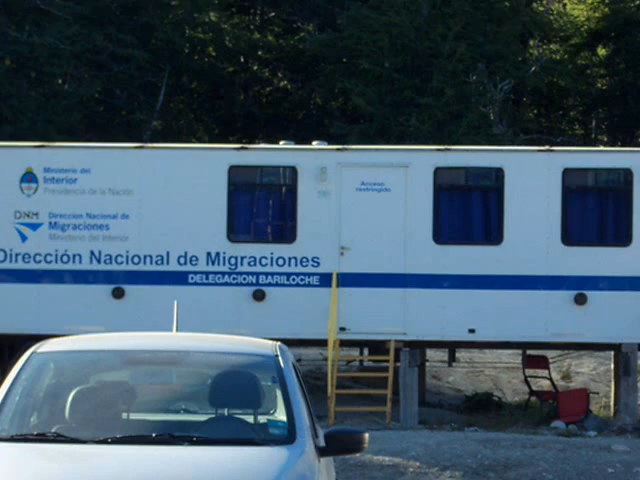 Ministerio del
Interior
Presidencia de la Nación
DNM
Direccion Nacional de
Migraciones
Ministerio del Interior
Dirección Nacional de Migraciones
DELEGACION BARILOCHE
Acceso
restringido